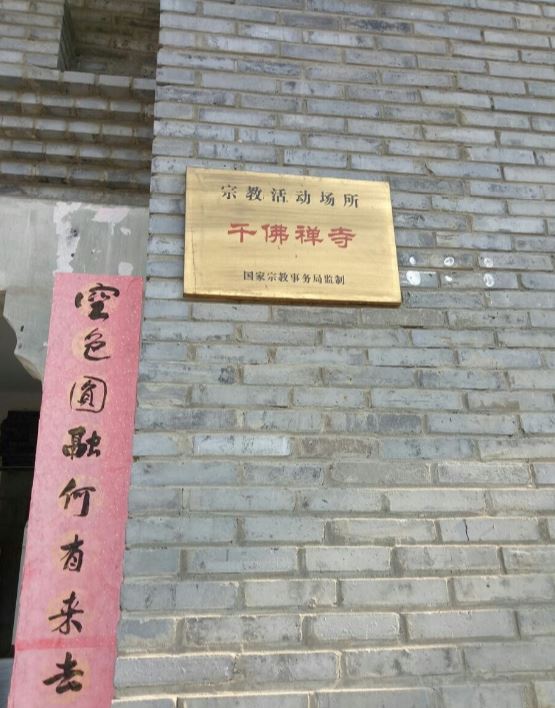 宗教活动场所
千佛禅寺
国家宗教事务局监制
空色圆融何有来去